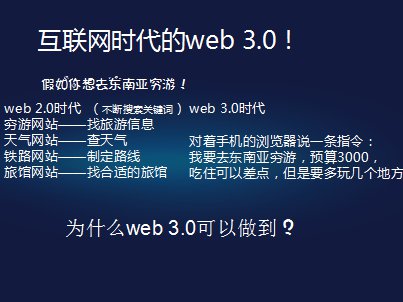 互联网时代的web 3.0！
假如你想去东南亚穷游！
web 2.0时代 （不断搜索关键词）
穷游网站——找旅游信息
天气网站——查天气
铁路网站——制定路线
旅馆网站——找合适的旅馆
web 3.0时代
对着手机的浏览器说一条指令：
我要去东南亚穷游，预算3000，
吃住可以差点，但是要多玩几个地方
为什么web 3.0可以做到？